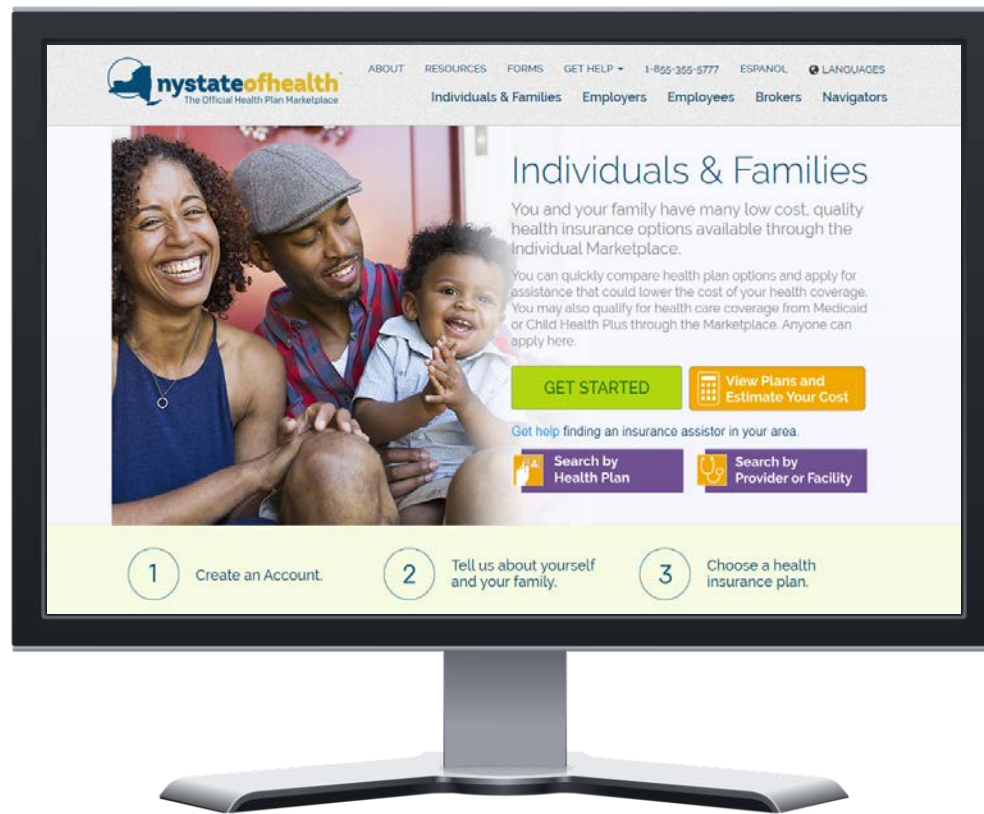 nystateofhealth™
The Official Health Plan Marketplace
ABOUT RESOURCES FORMS GET HELP 1-855-355-5777 ESPANOL LANGUAGES
Individuals & Families Employers Employees Brokers Navigators
Individuals & Families
You and your family have many low cost, quality
health insurance options available through the
Individual Marketplace.
You can quickly compare health plan options and apply for
assistance that could lower the cost of your health coverage.
You may also qualify for health care coverage from Medicaid
or Child Health Plus through the Marketplace. Anyone can
apply here.
GET STARTED
View Plans and
Estimate Your Cost
Get help finding an insurance assistor in your area.
Search by
Health Plan
Search by
Provider or Facility
1 Create an Account.
2 Tell us about yourself
and your family.
3 Choose a health
insurance plan.